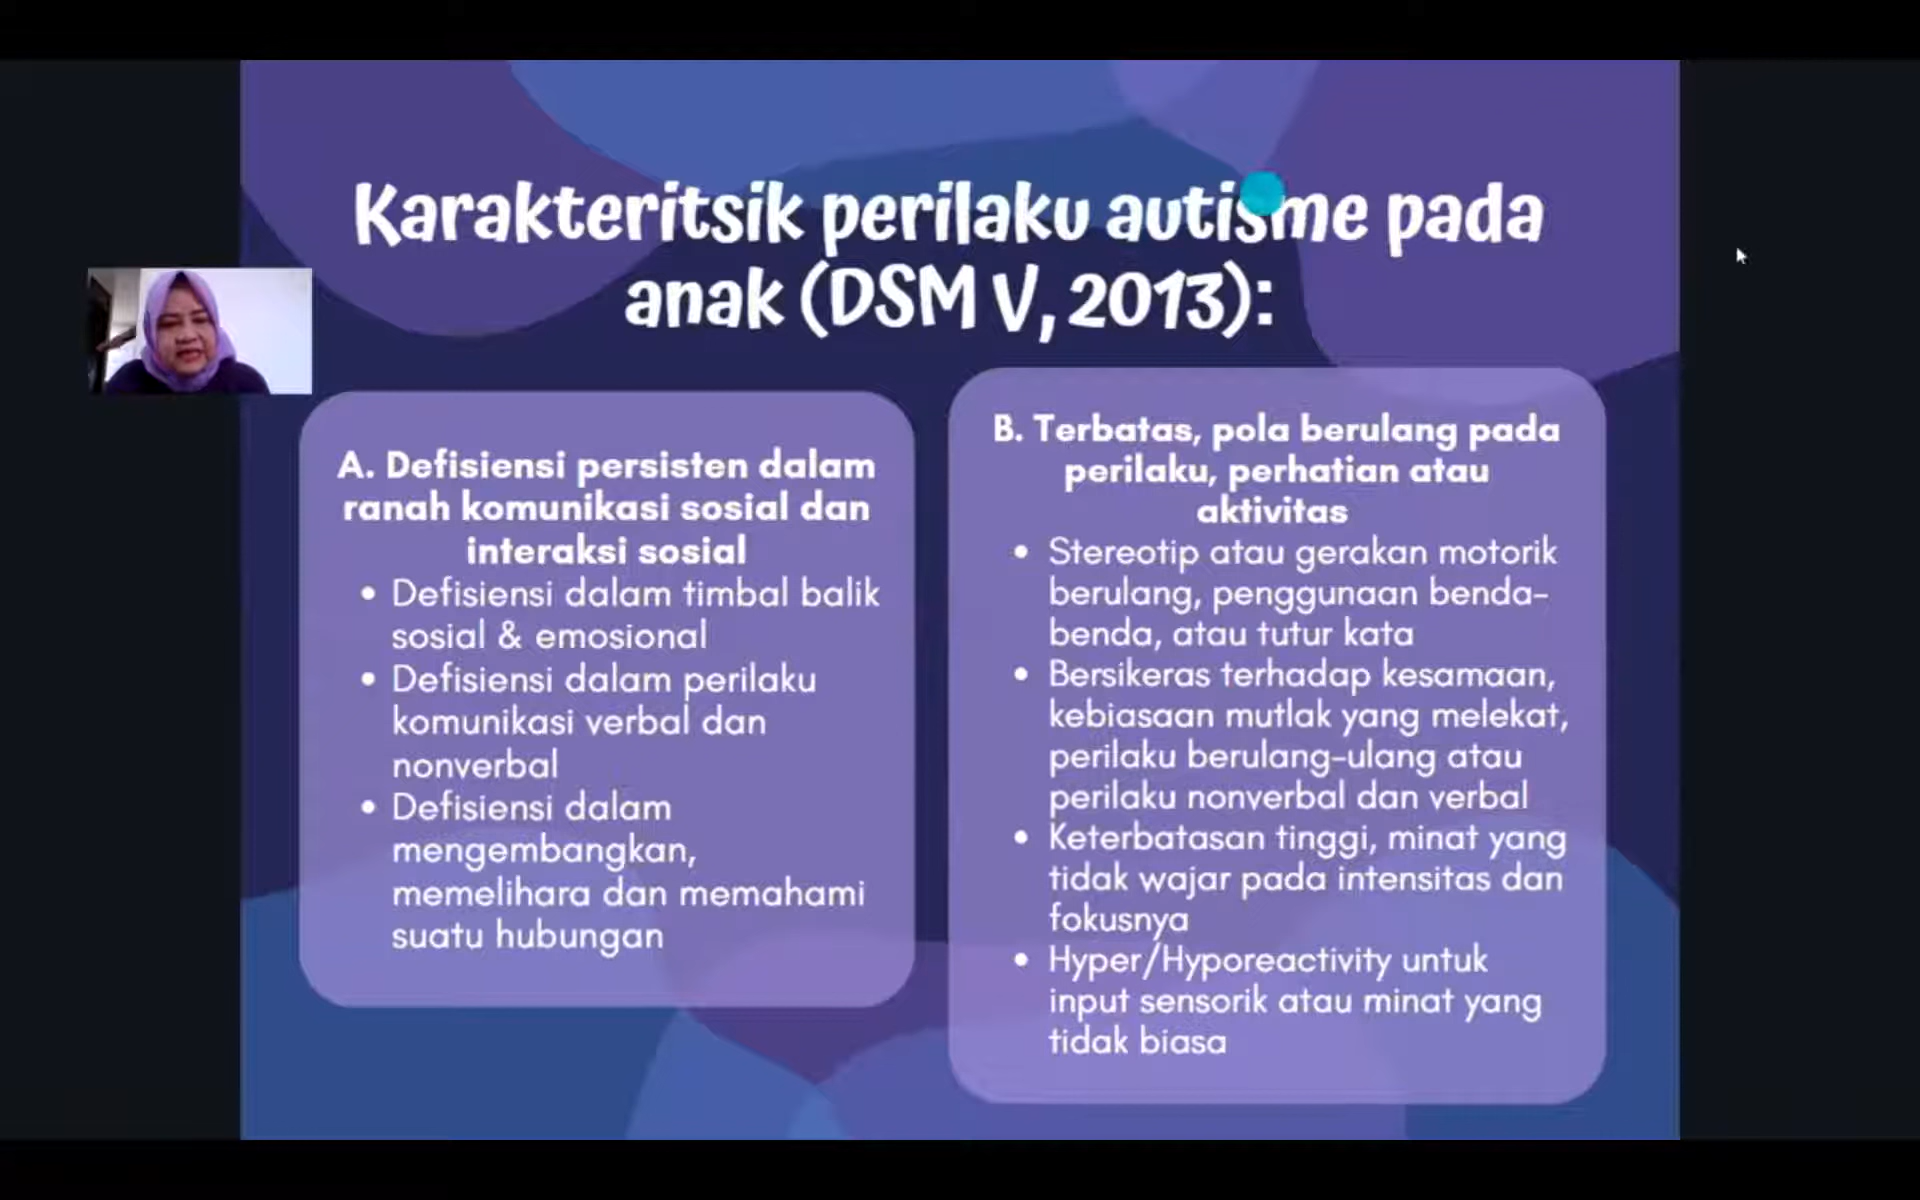 Karakteritsik perilaku autisme pada
anak (DSM V, 2013):
A. Defisiensi persisten dalam
ranah komunikasi sosial dan
interaksi sosial
• Defisiensi dalam timbal balik
sosial & emosional
• Defisiensi dalam perilaku
komunikasi verbal dan
nonverbal
• Defisiensi dalam
mengembangkan,
memelihara dan memahami
suatu hubungan
B. Terbatas, pola berulang pada
perilaku, perhatian atau
aktivitas
• Stereotip atau gerakan motorik
berulang, penggunaan benda-
benda, atau tutur kata
• Bersikeras terhadap kesamaan,
kebiasaan mutlak yang melekat,
perilaku berulang-ulang atau
perilaku nonverbal dan verbal
• Keterbatasan tinggi, minat yang
tidak wajar pada intensitas dan
fokusnya
• Hyper/Hyporeactivity untuk
input sensorik atau minat yang
tidak biasa